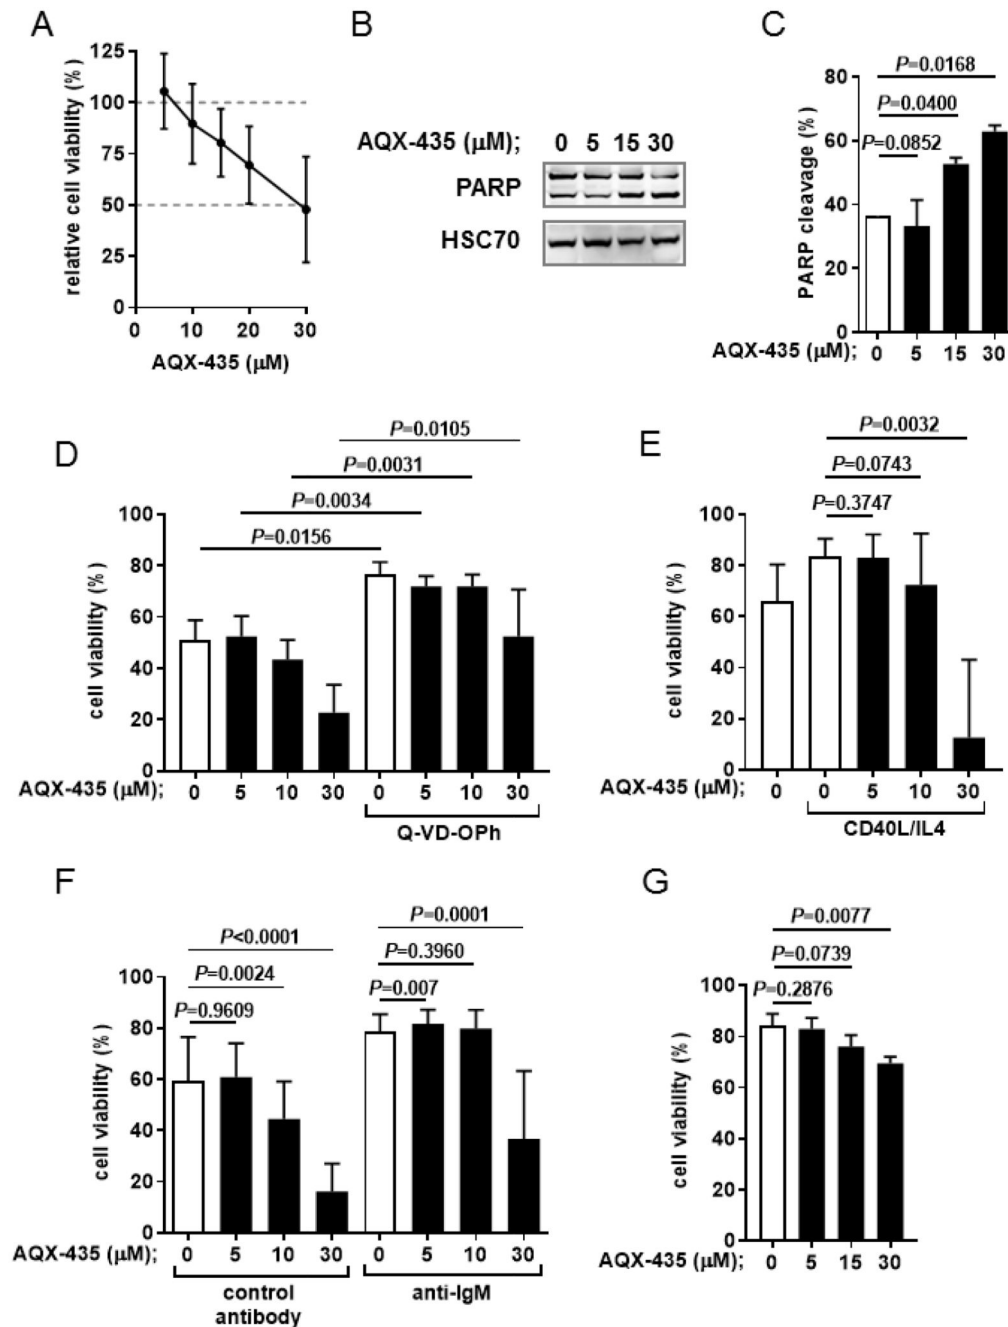 A
relative cell viability (%)
125
100
75
50
25
0
0 10 20 30
AQX-435 (μM)
B
AQX-435 (μM); 0 5 15 30
PARP
HSC70
C
P=0.0168
P=0.0400
P=0.0852
PARP cleavage (%)
80
60
40
20
0
AQX-435 (μM); 0 5 15 30
D
P=0.0105
P=0.0031
P=0.0034
P=0.0156
cell viability (%)
100
80
60
40
20
0
AQX-435 (μM); 0 5 10 30 0 5 10 30
Q-VD-OPh
E
P=0.0032
P=0.0743
P=0.3747
cell viability (%)
100
80
60
40
20
0
AQX-435 (μM); 0 0 5 10 30
CD40L/IL4
F
P<0.0001
P=0.0024
P=0.9609
P=0.0001
P=0.3960
P=0.007
cell viability (%)
100
80
60
40
20
0
AQX-435 (μM); 0 5 10 30 0 5 10 30
control
antibody
anti-IgM
G
P=0.0077
P=0.0739
P=0.2876
cell viability (%)
100
80
60
40
20
0
AQX-435 (μM); 0 5 15 30